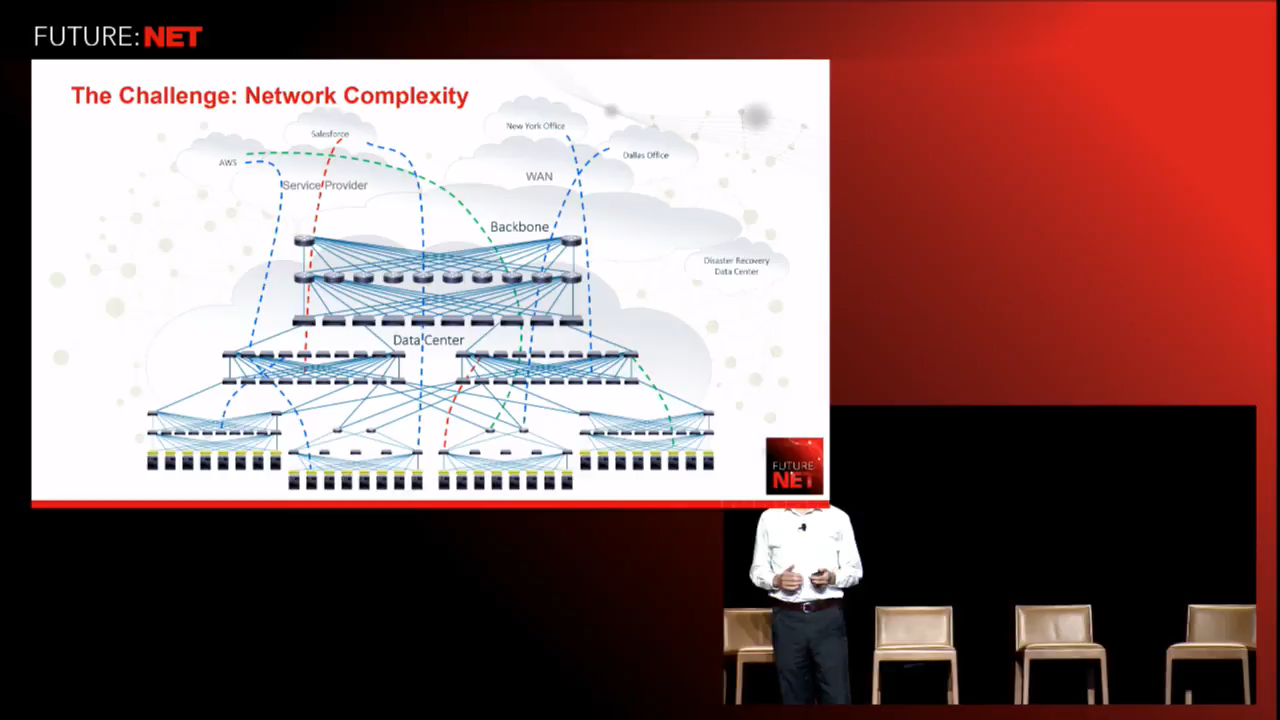 FUTURE:NET
The Challenge: Network Complexity
Salesforce
New York Office
AWS
Dallas Office
Service Provider
WAN
Backbone
Disaster Recovery
Data Center
Data Center
FUTURE
NET